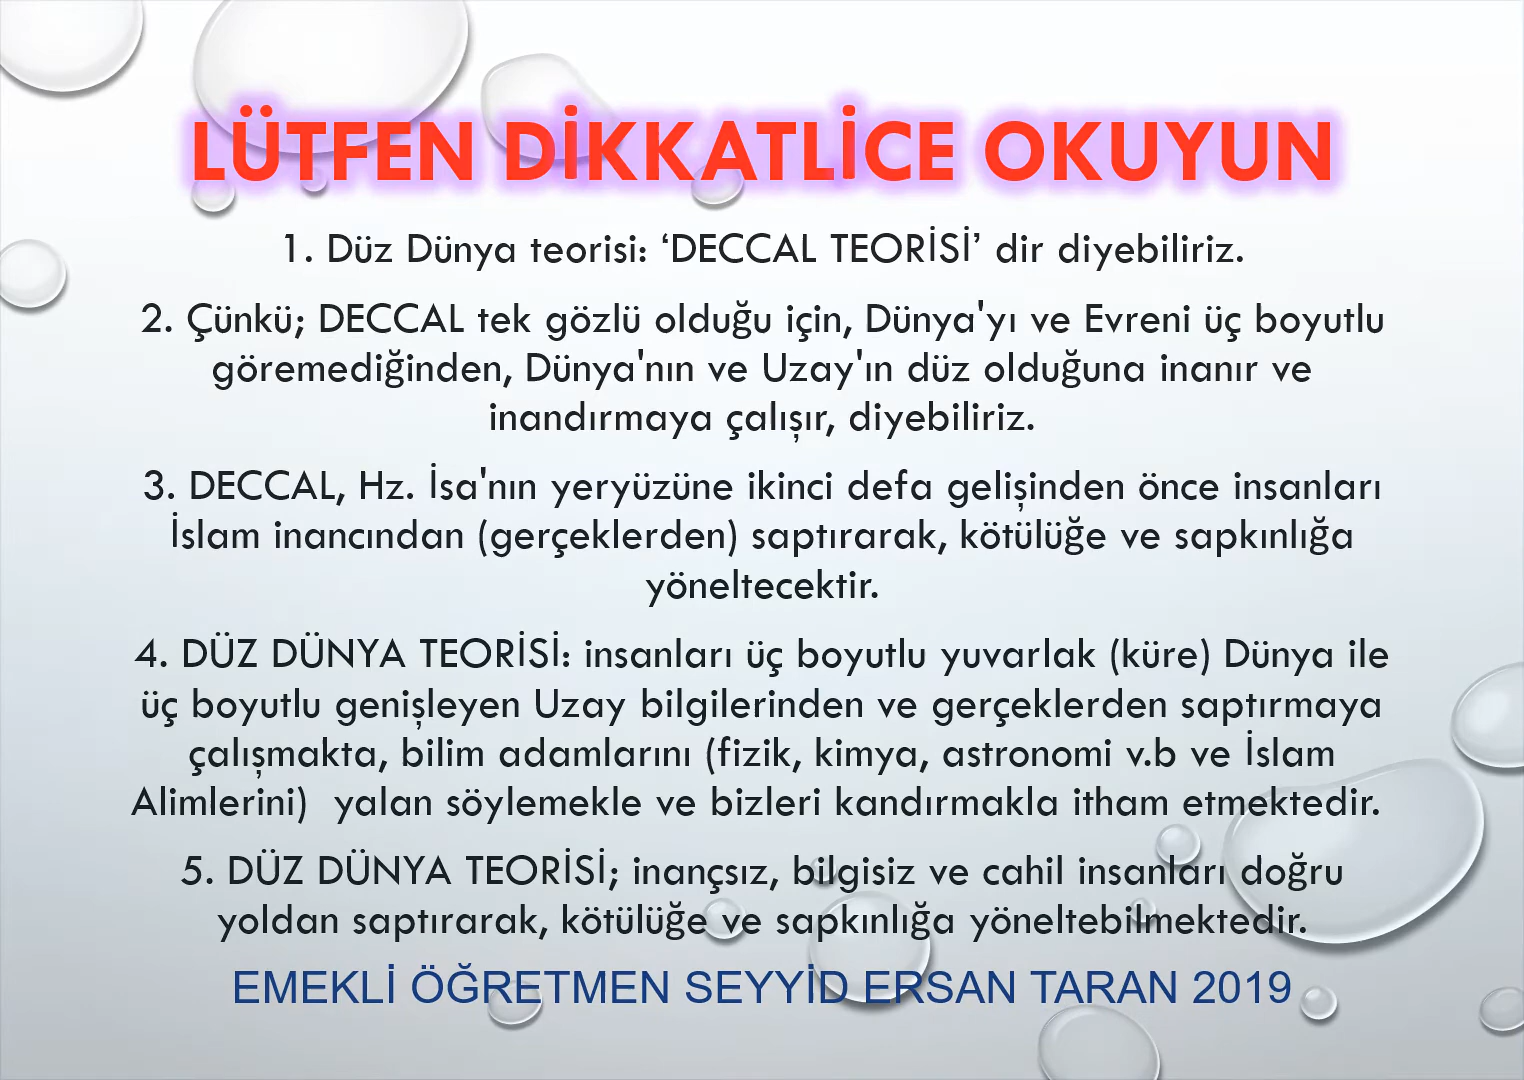 LÜTFEN DİKKATLİCE OKUYUN
1. Düz Dünya teorisi: ‘DECCAL TEORİSİ’ dir diyebiliriz.
2. Çünkü; DECCAL tek gözlü olduğu için, Dünya'yı ve Evreni üç boyutlu
göremediğinden, Dünya'nın ve Uzay'ın düz olduğuna inanır ve
inandırmaya çalışır, diyebiliriz.
3. DECCAL, Hz. İsa'nın yeryüzüne ikinci defa gelişinden önce insanları
İslam inancından (gerçeklerden) saptırarak, kötülüğe ve sapkınlığa
yöneltecektir.
4. DÜZ DÜNYA TEORİSİ: insanları üç boyutlu yuvarlak (küre) Dünya ile
üç boyutlu genişleyen Uzay bilgilerinden ve gerçeklerden saptırmaya
çalışmakta, bilim adamlarını (fizik, kimya, astronomi v.b ve İslam
Alimlerini)  yalan söylemekle ve bizleri kandırmakla itham etmektedir.
5. DÜZ DÜNYA TEORİSİ; inançsız, bilgisiz ve cahil insanları doğru
yoldan saptırarak, kötülüğe ve sapkınlığa yöneltebilmektedir.
EMEKLİ ÖĞRETMEN SEYYİD ERSAN TARAN 2019